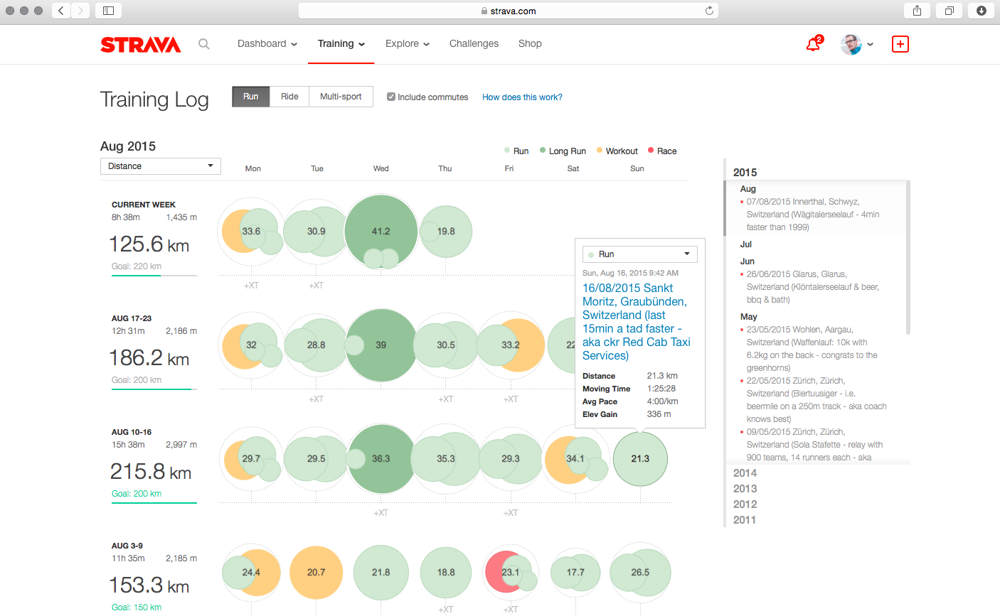 strava.com
STRAVA
Dashboard
Training
Explore
Challenges
Shop
2
Training Log
Run
Ride
Multi-sport
Include commutes
How does this work?
Aug 2015
Run
Long Run
Workout
Race
Distance
Mon
Tue
Wed
Thu
Fri
Sat
Sun
CURRENT WEEK
8h 38m 1,435 m
125.6 km
Goal: 220 km
33.6
30.9
41.2
19.8
+XT
+XT
AUG 17-23
12h 31m 2,186 m
186.2 km
Goal: 200 km
32
28.8
39
30.5
33.2
22
+XT
+XT
+XT
AUG 10-16
15h 38m 2,997 m
215.8 km
Goal: 200 km
29.7
29.5
36.3
35.3
29.3
34.1
21.3
+XT
+XT
AUG 3-9
11h 35m 2,185 m
153.3 km
Goal: 150 km
24.4
20.7
21.8
18.8
23.1
17.7
26.5
+XT
+XT
Run
Sun, Aug 16, 2015 9:42 AM
16/08/2015 Sankt
Moritz, Graubünden,
Switzerland (last
15min a tad faster -
aka ckr Red Cab Taxi
Services)
Distance 21.3 km
Moving Time 1:25:28
Avg Pace 4:00/km
Elev Gain 336 m
2015
Aug
07/08/2015 Innerthal, Schwyz,
Switzerland (Wägitalerseelauf - 4min
faster than 1999)
Jul
Jun
26/06/2015 Glarus, Glarus,
Switzerland (Klöntalerseelauf & beer,
bbq & bath)
May
23/05/2015 Wohlen, Aargau,
Switzerland (Waffenlauf: 10k with
6.2kg on the back - congrats to the
greenhorns)
22/05/2015 Zürich, Zürich,
Switzerland (Biertuusiger - i.e.
beermile on a 250m track - aka coach
knows best)
09/05/2015 Zürich, Zürich,
Switzerland (Sola Stafette - relay with
900 teams, 14 runners each - aka
2014
2013
2012
2011